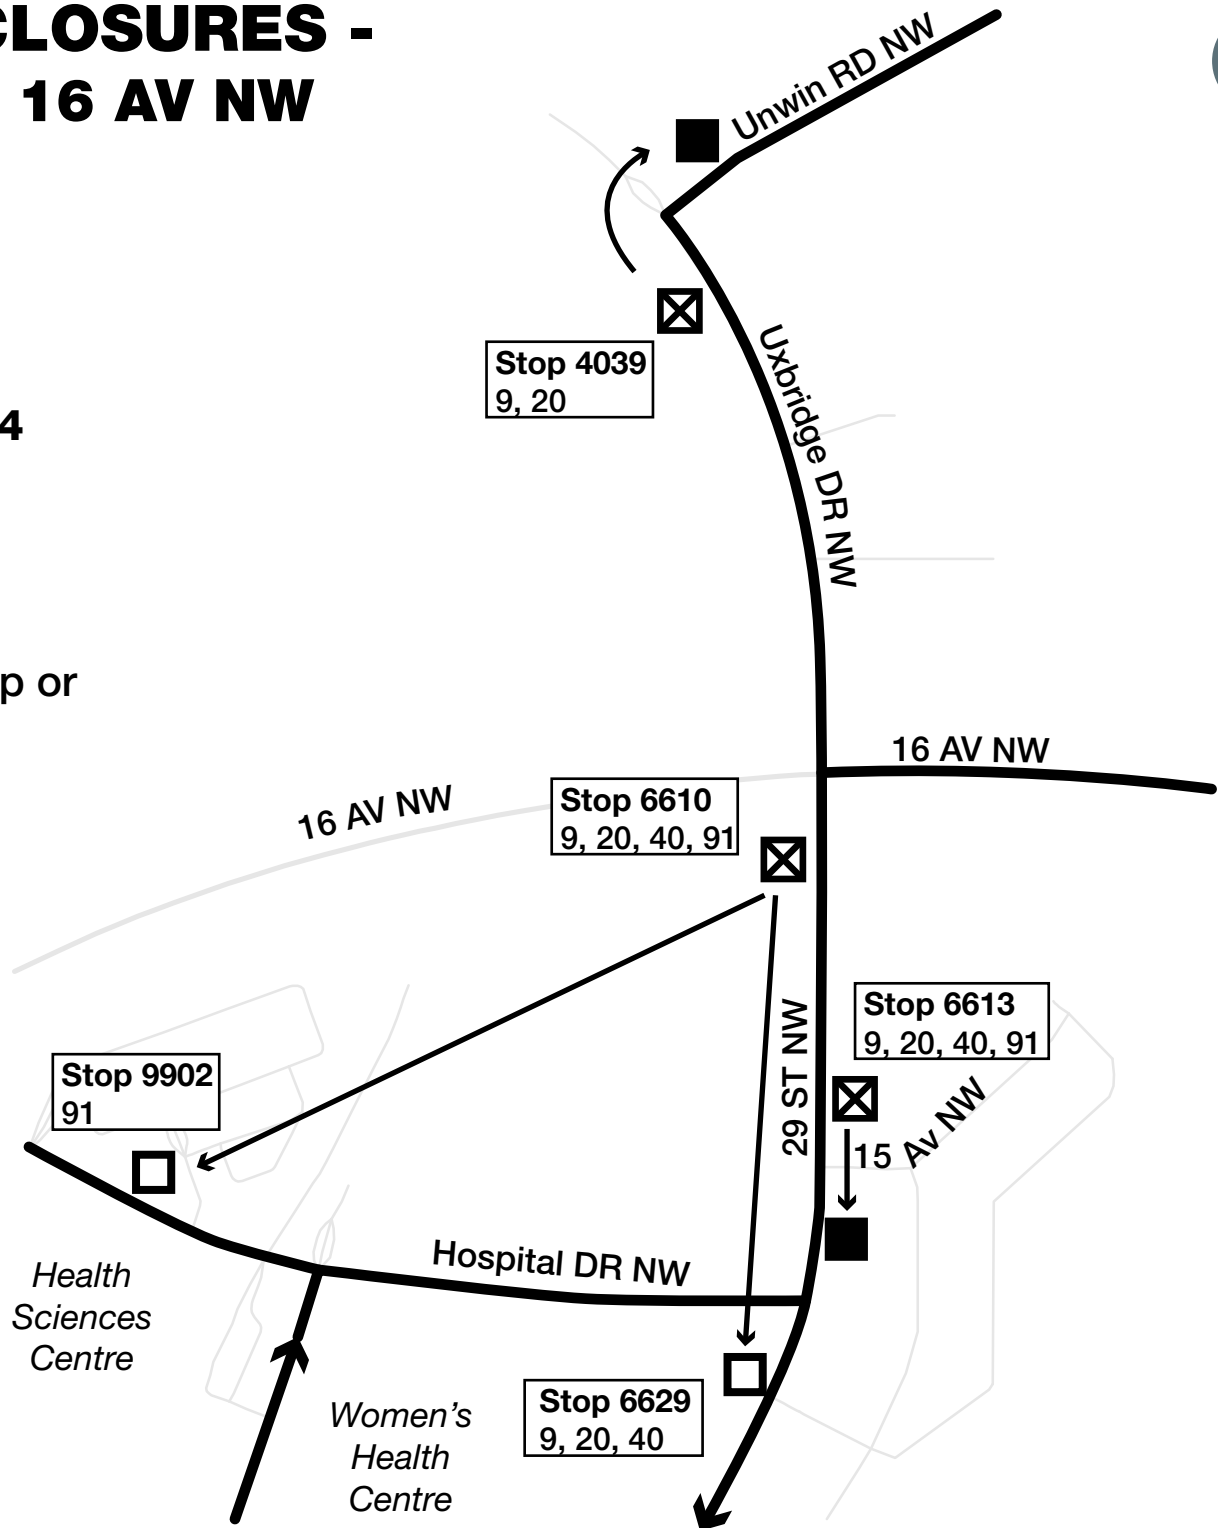 CLOSURES -
16 AV NW
Unwin RD NW
Stop 4039
9, 20
Uxbridge DR NW
4
p or
16 AV NW
16 AV NW
Stop 6610
9, 20, 40, 91
29 ST NW
Stop 6613
9, 20, 40, 91
15 Av NW
Stop 9902
91
Hospital DR NW
Health
Sciences
Centre
Women's
Health
Centre
Stop 6629
9, 20, 40